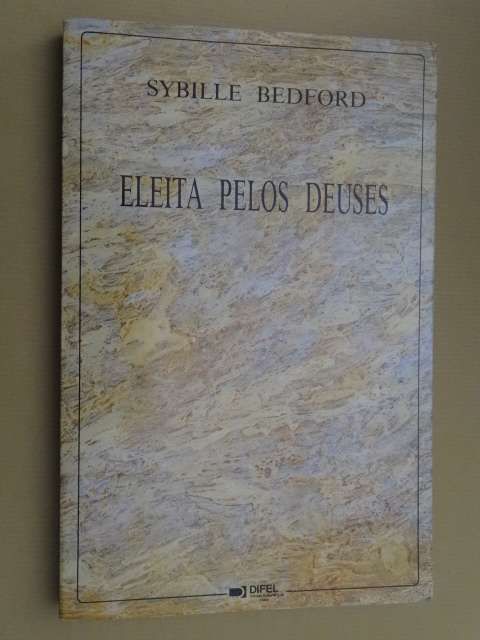 SYBILLE BEDFORD
ELEITA PELOS DEUSES
DIFEL